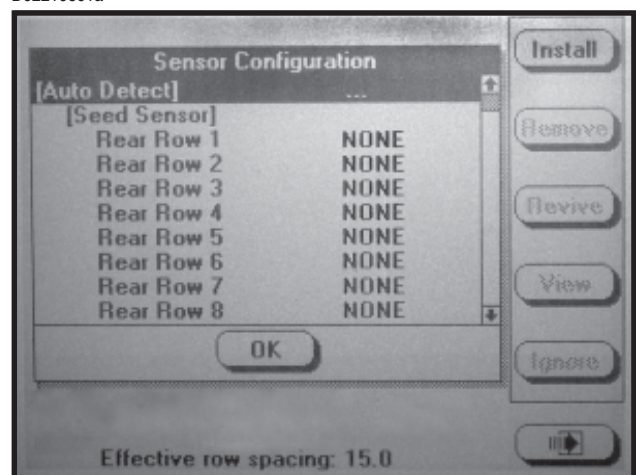 Sensor Configuration
[Auto Detect] ...
[Seed Sensor]
Rear Row 1 NONE
Rear Row 2 NONE
Rear Row 3 NONE
Rear Row 4 NONE
Rear Row 5 NONE
Rear Row 6 NONE
Rear Row 7 NONE
Rear Row 8 NONE
OK
Effective row spacing: 15.0
Install
Remove
Revive
View
Ignore